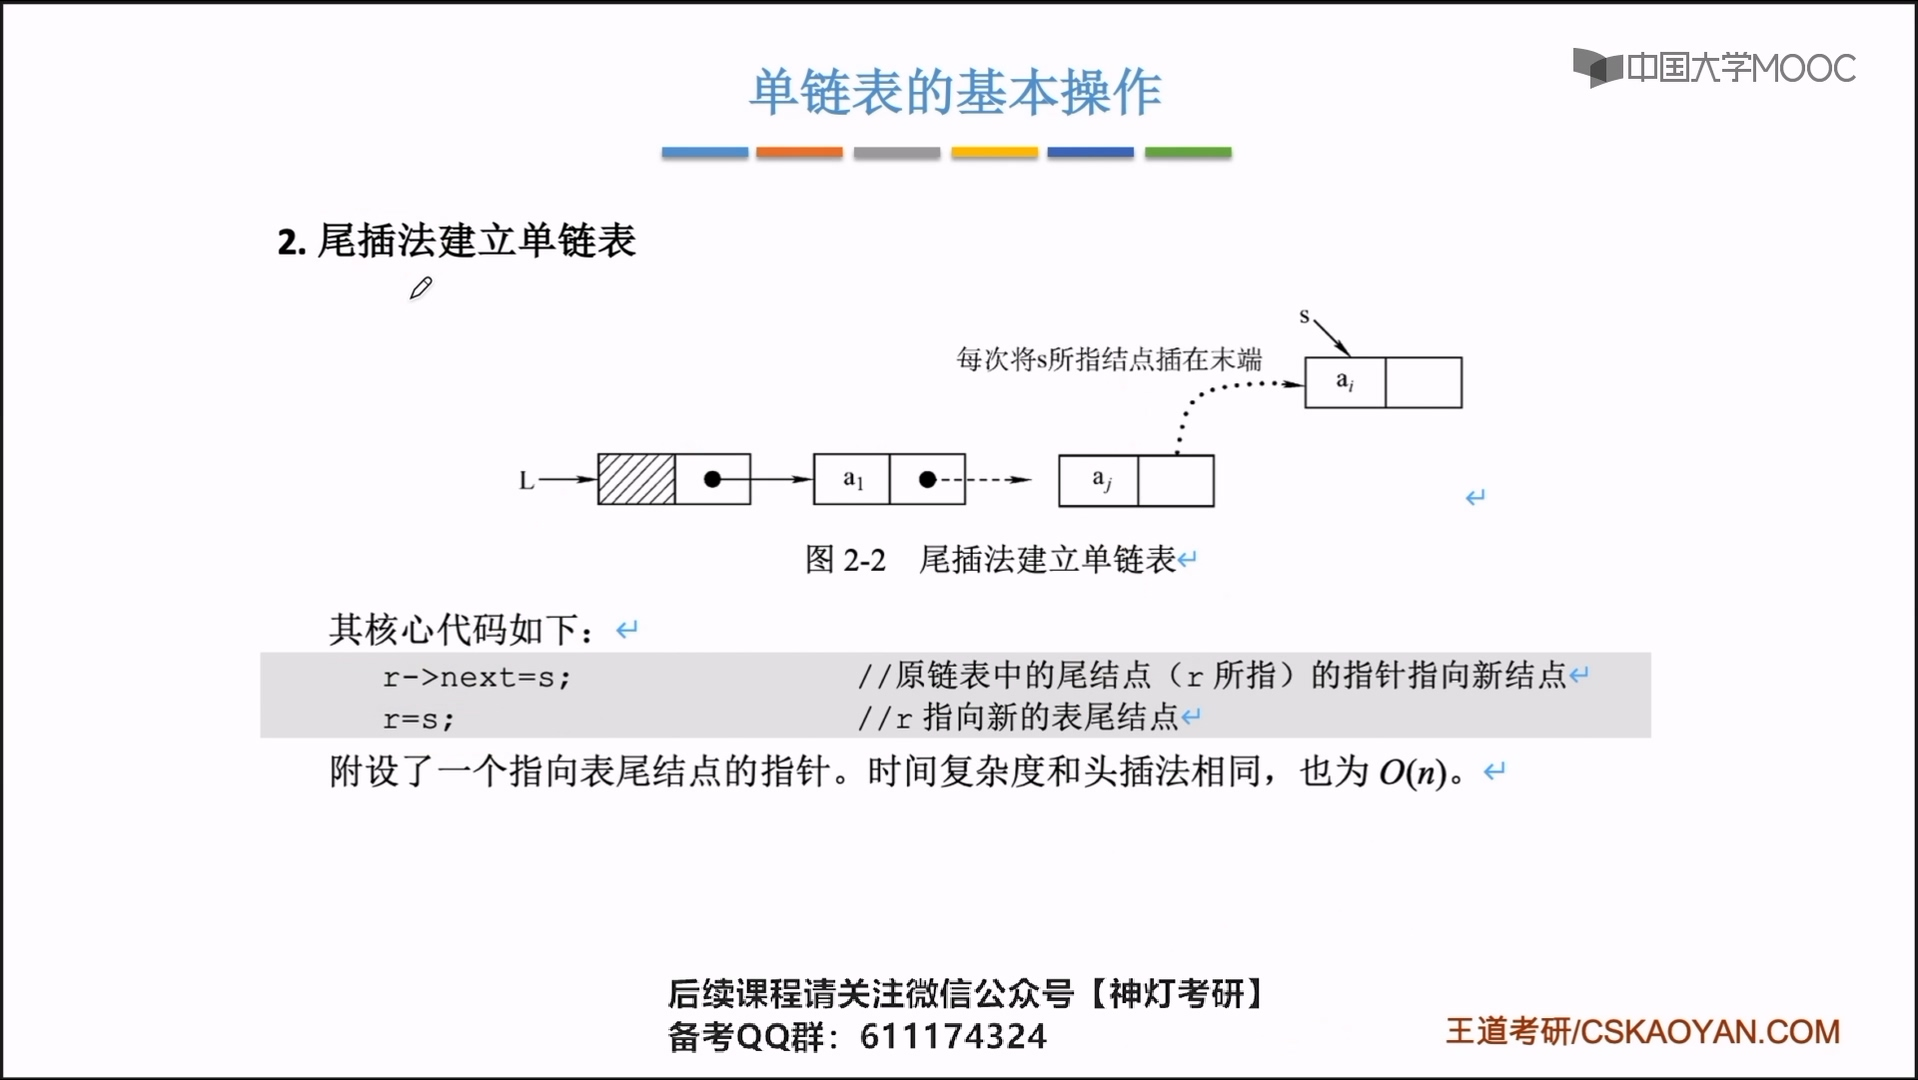 中国大学MOOC
单链表的基本操作
2. 尾插法建立单链表
s
每次将s所指结点插在末端
aᵢ
L
a₁
aⱼ
↵
图 2-2 尾插法建立单链表↵
其核心代码如下：↵
r->next=s; //原链表中的尾结点（r 所指）的指针指向新结点↵
r=s; //r 指向新的表尾结点↵
附设了一个指向表尾结点的指针。时间复杂度和头插法相同，也为 O(n)。↵
后续课程请关注微信公众号【神灯考研】
备考QQ群：611174324
王道考研/CSKAOYAN.COM